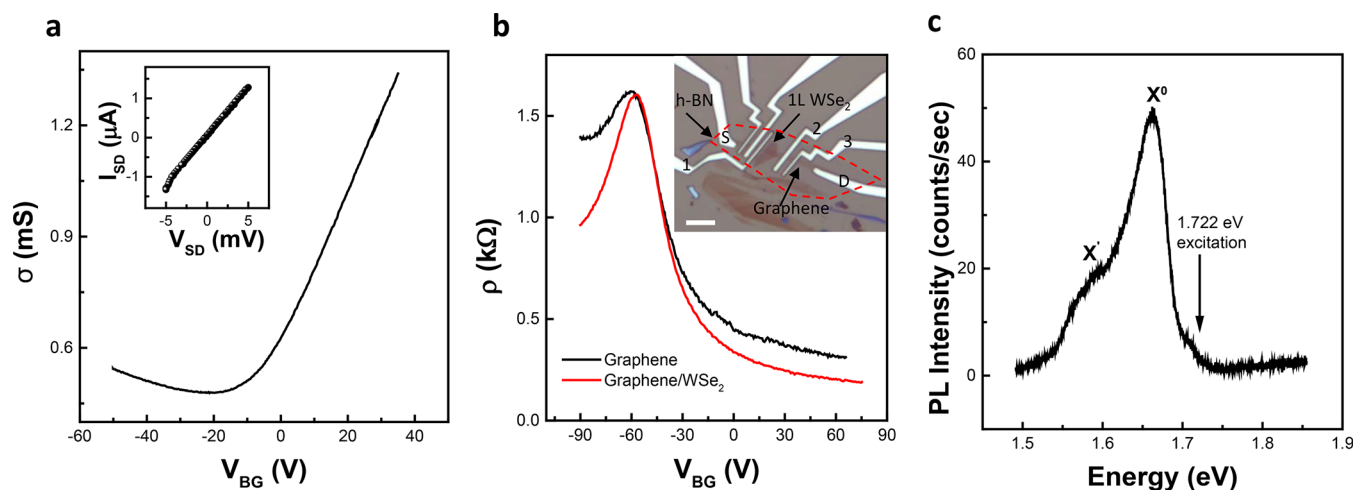 a
σ (mS)
1.2
0.9
0.6
-60 -40 -20 0 20 40
V_BG (V)
I_SD (μA)
1
0
-1
-5 0 5
V_SD (mV)
b
ρ (kΩ)
1.5
1.0
0.5
0.0
-90 -60 -30 0 30 60 90
V_BG (V)
Graphene
Graphene/WSe₂
h-BN
1L WSe₂
S
2
3
1
D
Graphene
c
PL Intensity (counts/sec)
60
40
20
0
1.5 1.6 1.7 1.8 1.9
Energy (eV)
X⁰
X'
1.722 eV
excitation